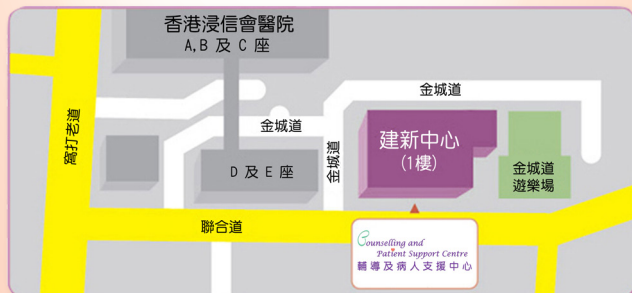 香港浸信會醫院
A,B 及 C 座
金城道
窩打老道
金城道
D 及 E 座
金城道
建新中心
(1樓)
金城道
遊樂場
聯合道
Counselling and
Patient Support Centre
輔導及病人支援中心